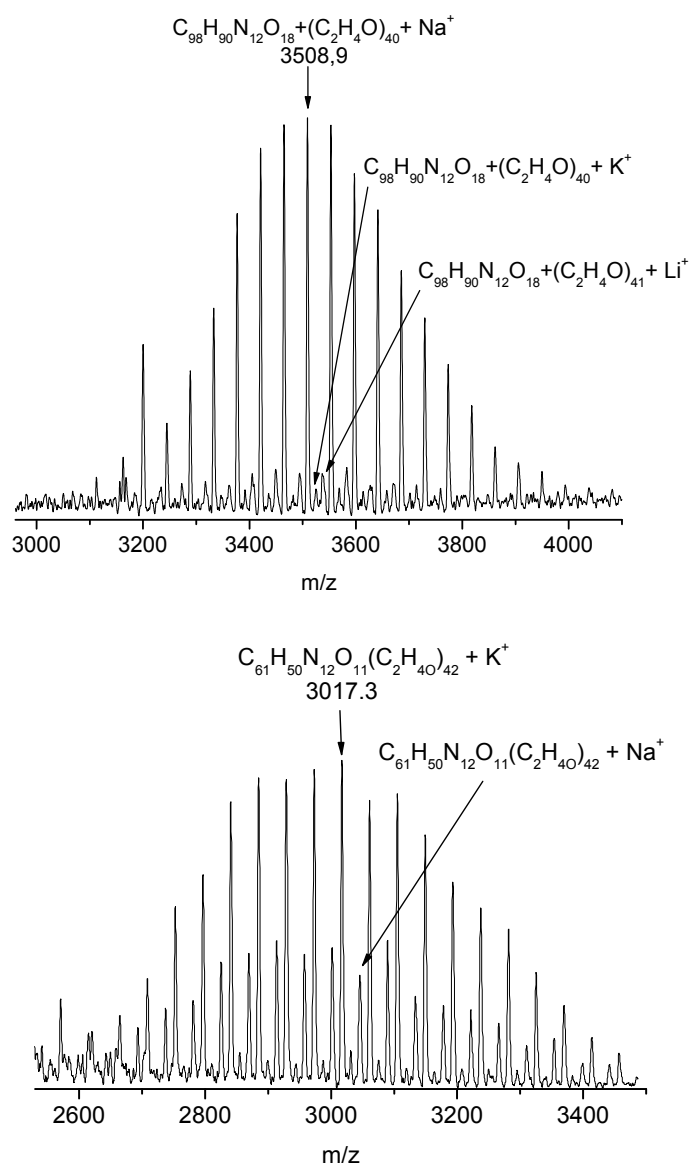 C₉₈H₉₀N₁₂O₁₈+(C₂H₄O)₄₀+ Na⁺
3508,9
C₉₈H₉₀N₁₂O₁₈+(C₂H₄O)₄₀+ K⁺
C₉₈H₉₀N₁₂O₁₈+(C₂H₄O)₄₁+ Li⁺
3000 3200 3400 3600 3800 4000
m/z
C₆₁H₅₀N₁₂O₁₁(C₂H₄O)₄₂ + K⁺
3017.3
C₆₁H₅₀N₁₂O₁₁(C₂H₄O)₄₂ + Na⁺
2600 2800 3000 3200 3400
m/z